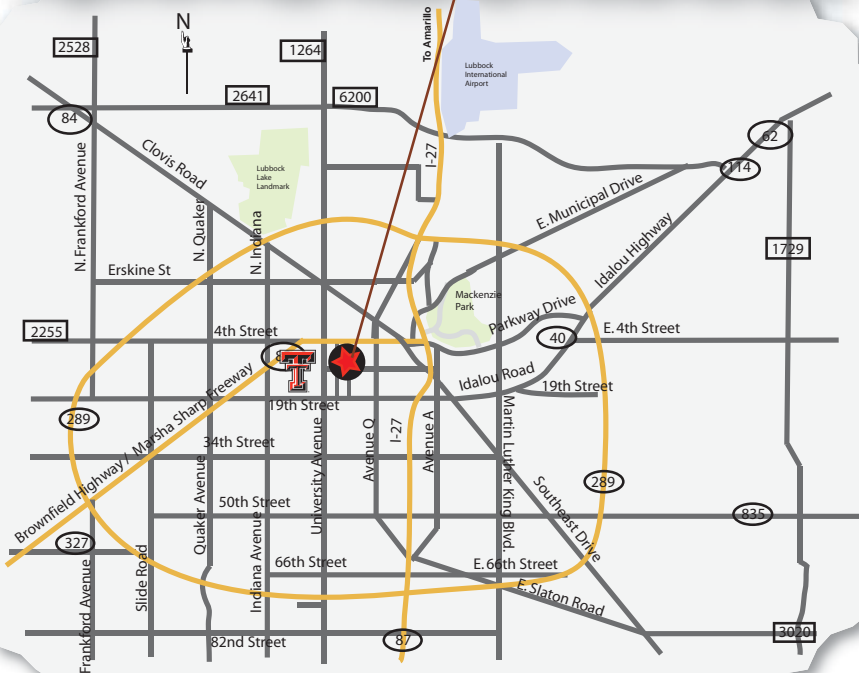 N
To Amarillo
2528
1264
Lubbock
International
Airport
2641
6200
84
62
Clovis Road
I-27
114
Lubbock
Lake
Landmark
N. Frankford Avenue
N. Quaker
N. Indiana
E. Municipal Drive
Idalou Highway
1729
Erskine St
Mackenzie
Park
Parkway Drive
2255
4th Street
40
E. 4th Street
T
Idalou Road
19th Street
19th Street
289
Brownfield Highway / Marsha Sharp Freeway
34th Street
University Avenue
Avenue Q
I-27
Avenue A
Martin Luther King Blvd.
289
Quaker Avenue
50th Street
Southeast Drive
835
327
Slide Road
Indiana Avenue
66th Street
E. 66th Street
E. Slaton Road
Frankford Avenue
82nd Street
87
3020